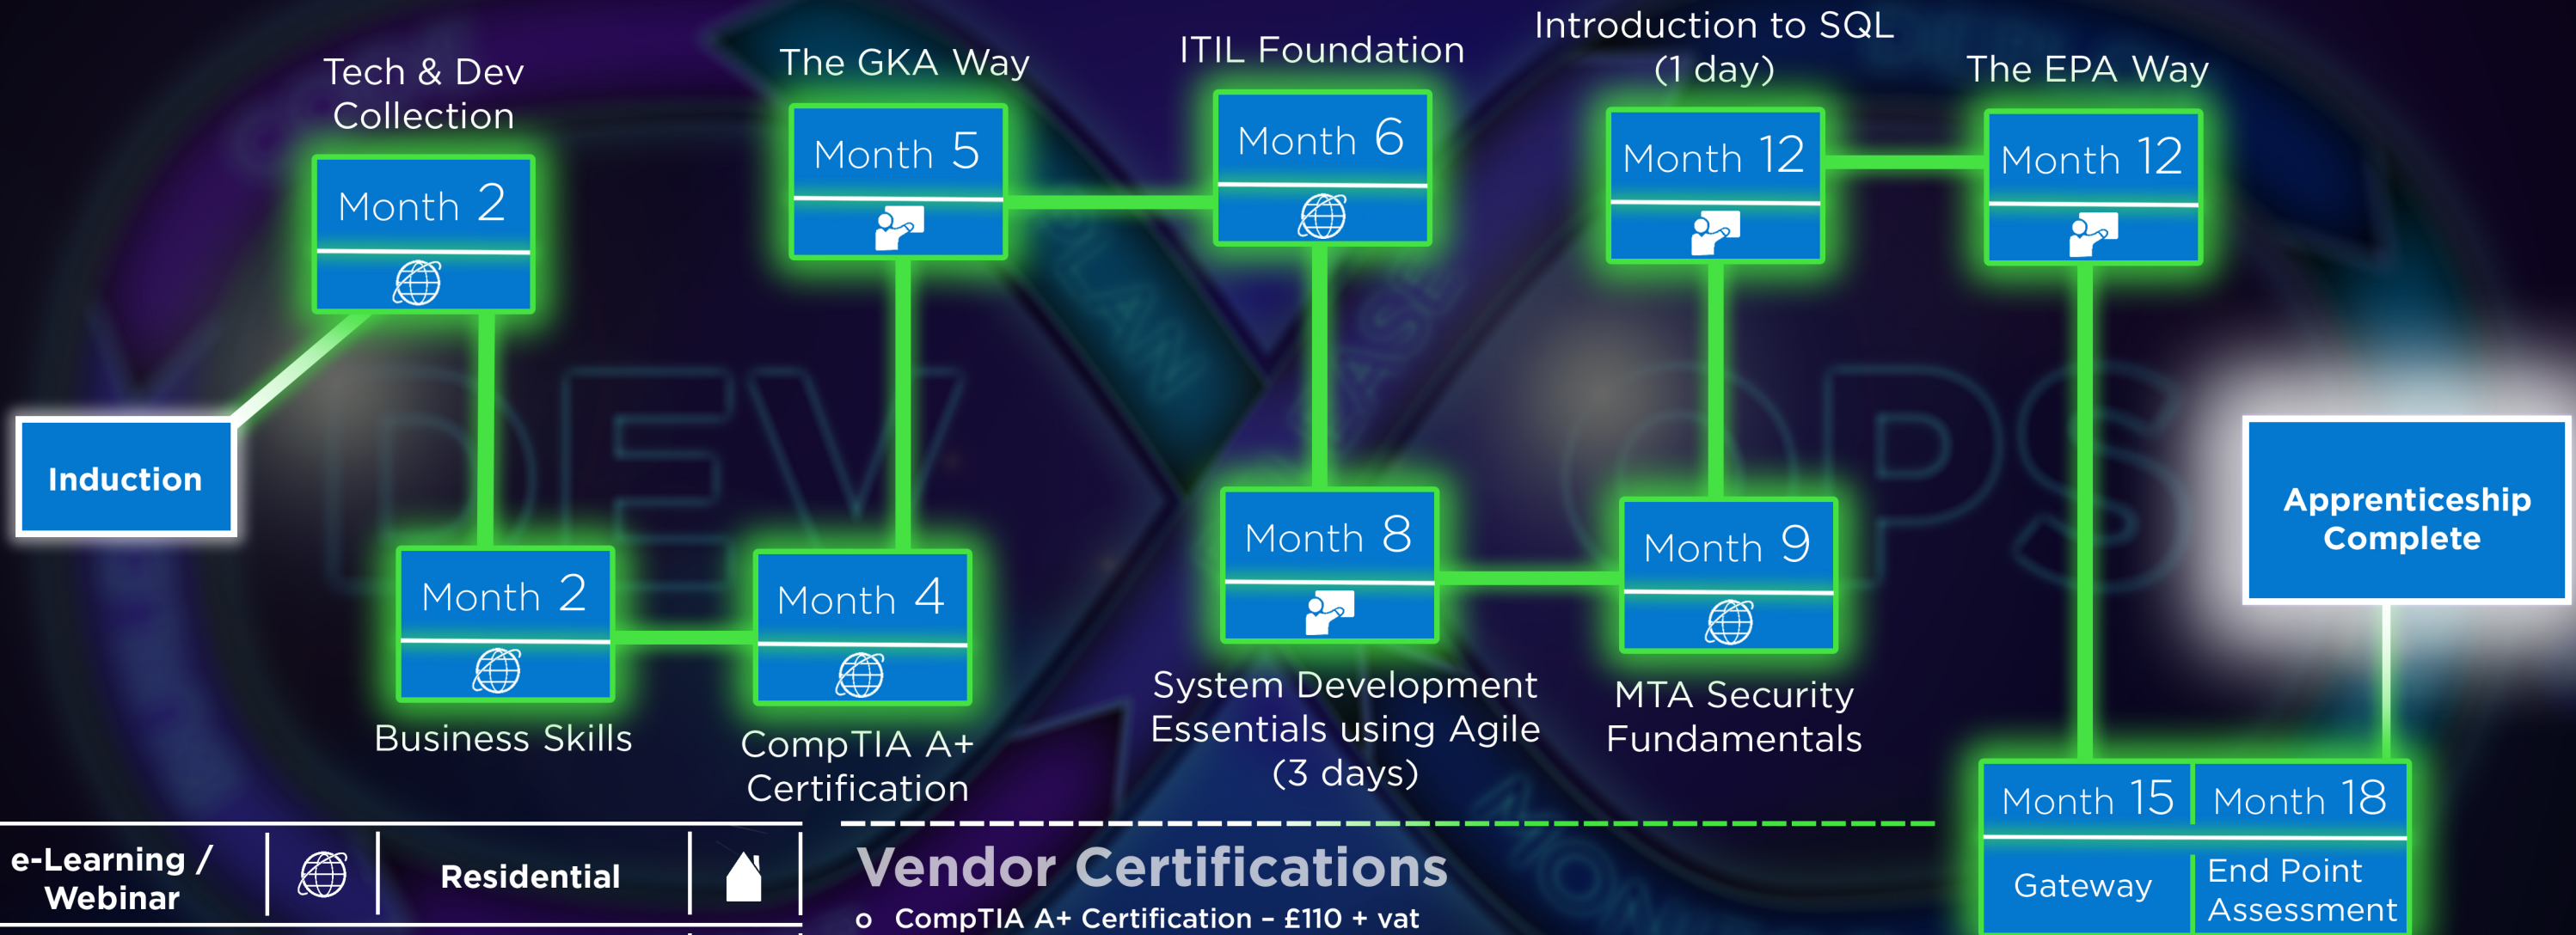 Tech & Dev
Collection
Month 2
The GKA Way
Month 5
ITIL Foundation
Month 6
Introduction to SQL
(1 day)
Month 12
The EPA Way
Month 12
Induction
Month 2
Business Skills
Month 4
CompTIA A+
Certification
Month 8
System Development
Essentials using Agile
(3 days)
Month 9
MTA Security
Fundamentals
Apprenticeship
Complete
Month 15
Month 18
Gateway
End Point
Assessment
DEV
OPS
PLAN
e-Learning /
Webinar
Residential
Vendor Certifications
o CompTIA A+ Certification – £110 + vat